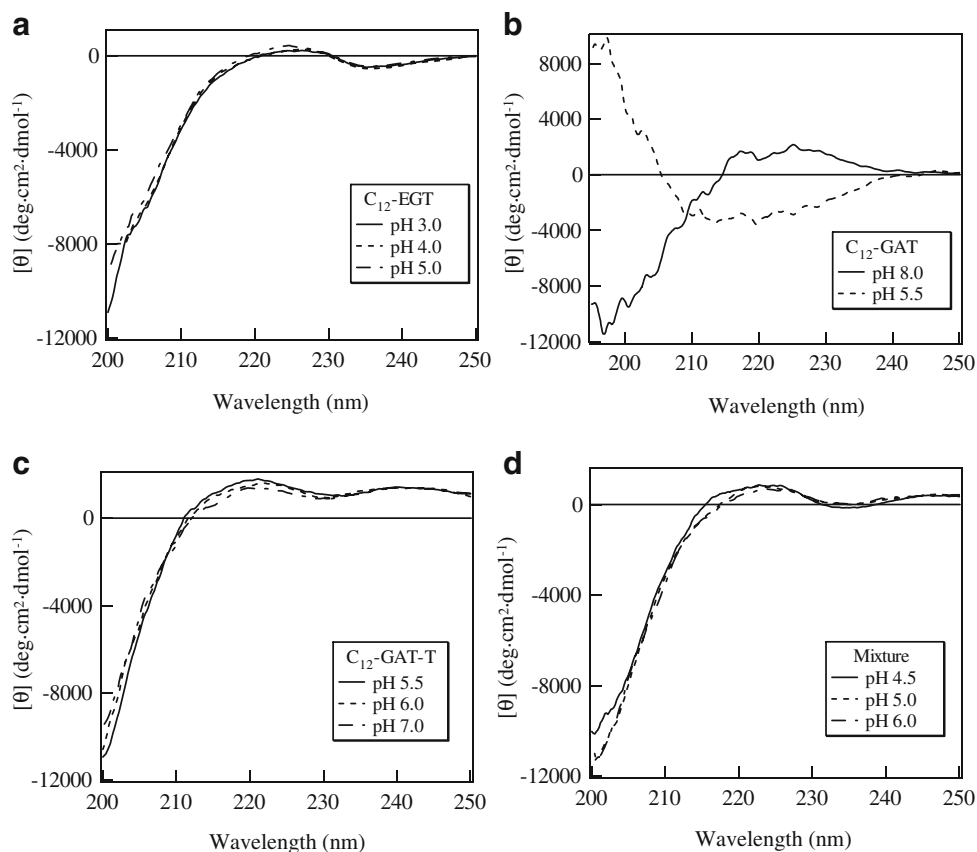 a
0
-4000
-8000
-12000
[θ] (deg.cm²·dmol⁻¹)
C₁₂-EGT
pH 3.0
pH 4.0
pH 5.0
200 210 220 230 240 250
Wavelength (nm)
b
8000
4000
0
-4000
-8000
-12000
[θ] (deg.cm²·dmol⁻¹)
C₁₂-GAT
pH 8.0
pH 5.5
200 210 220 230 240 250
Wavelength (nm)
c
0
-4000
-8000
-12000
[θ] (deg.cm²·dmol⁻¹)
C₁₂-GAT-T
pH 5.5
pH 6.0
pH 7.0
200 210 220 230 240 250
Wavelength (nm)
d
0
-4000
-8000
-12000
[θ] (deg.cm²·dmol⁻¹)
Mixture
pH 4.5
pH 5.0
pH 6.0
200 210 220 230 240 250
Wavelength (nm)